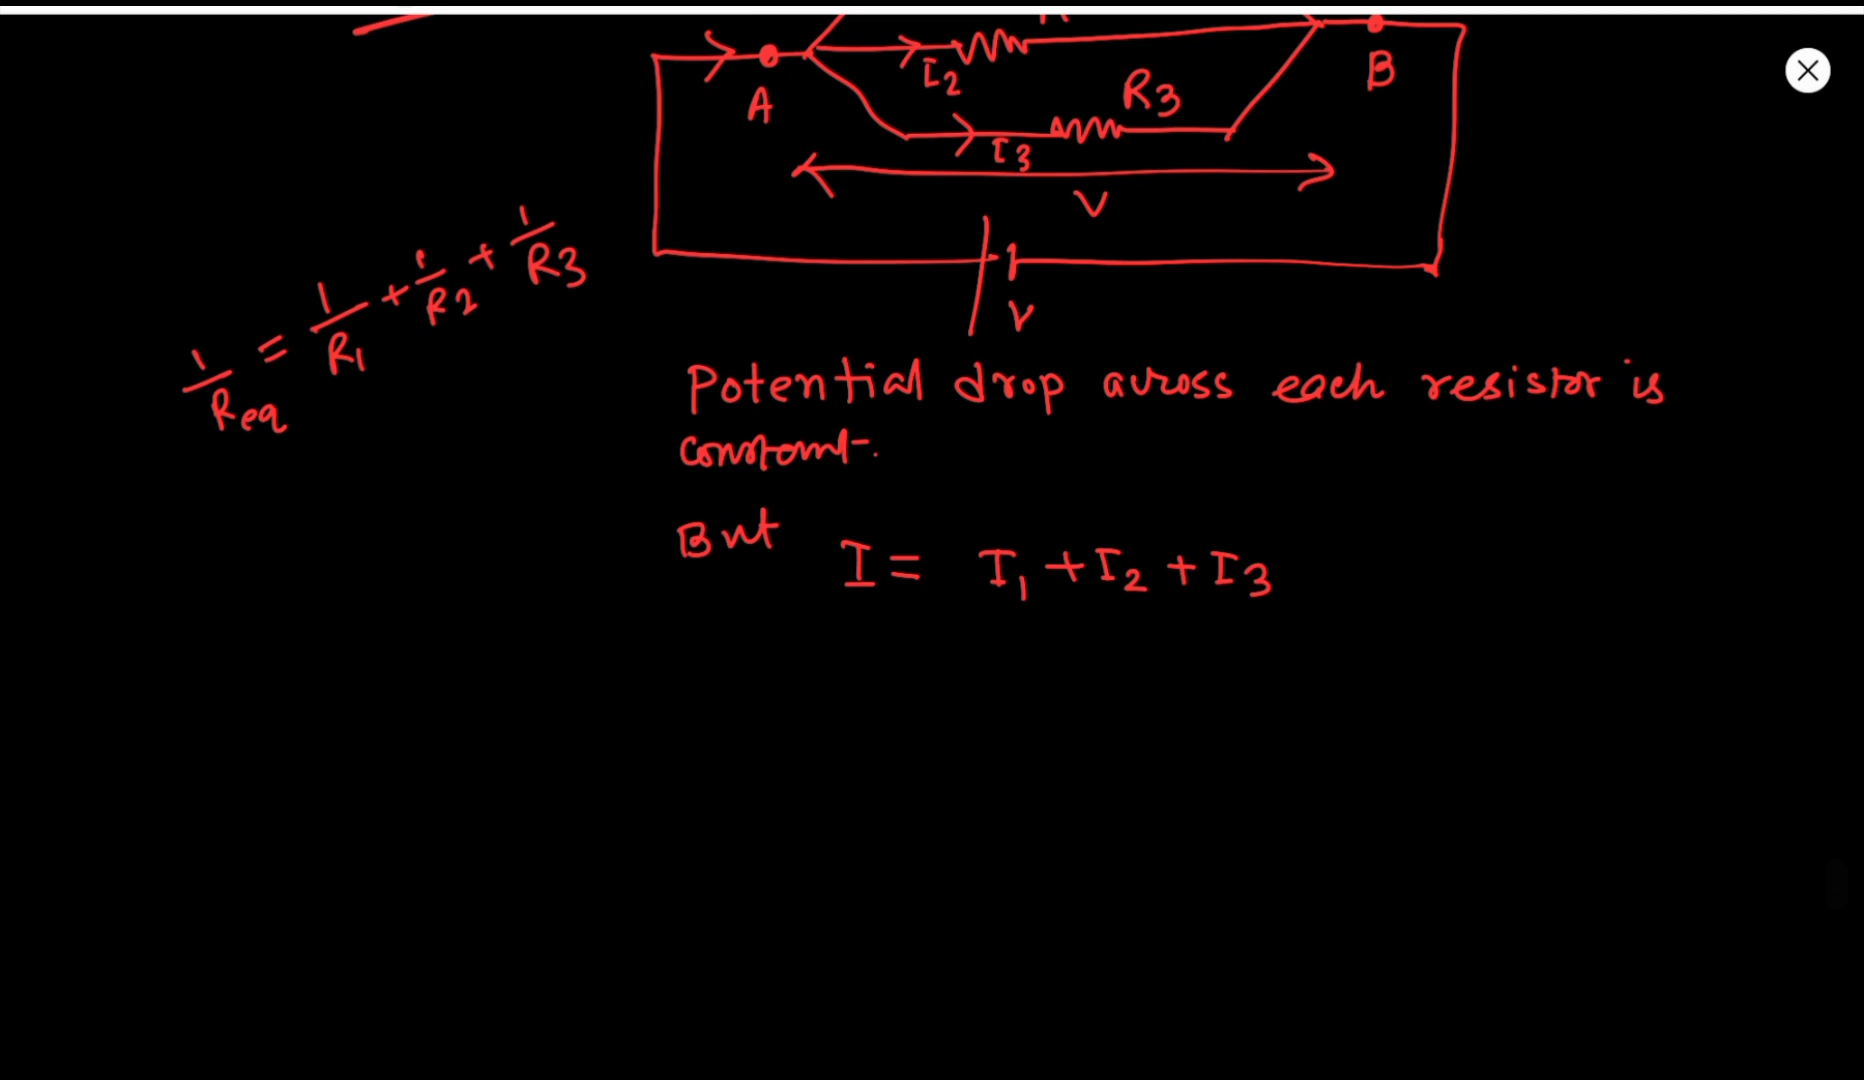 I2
A
R3
B
I3
V
V
1/Req = 1/R1 + 1/R2 + 1/R3
Potential drop across each resistor is
constant.
But I = I1 + I2 + I3